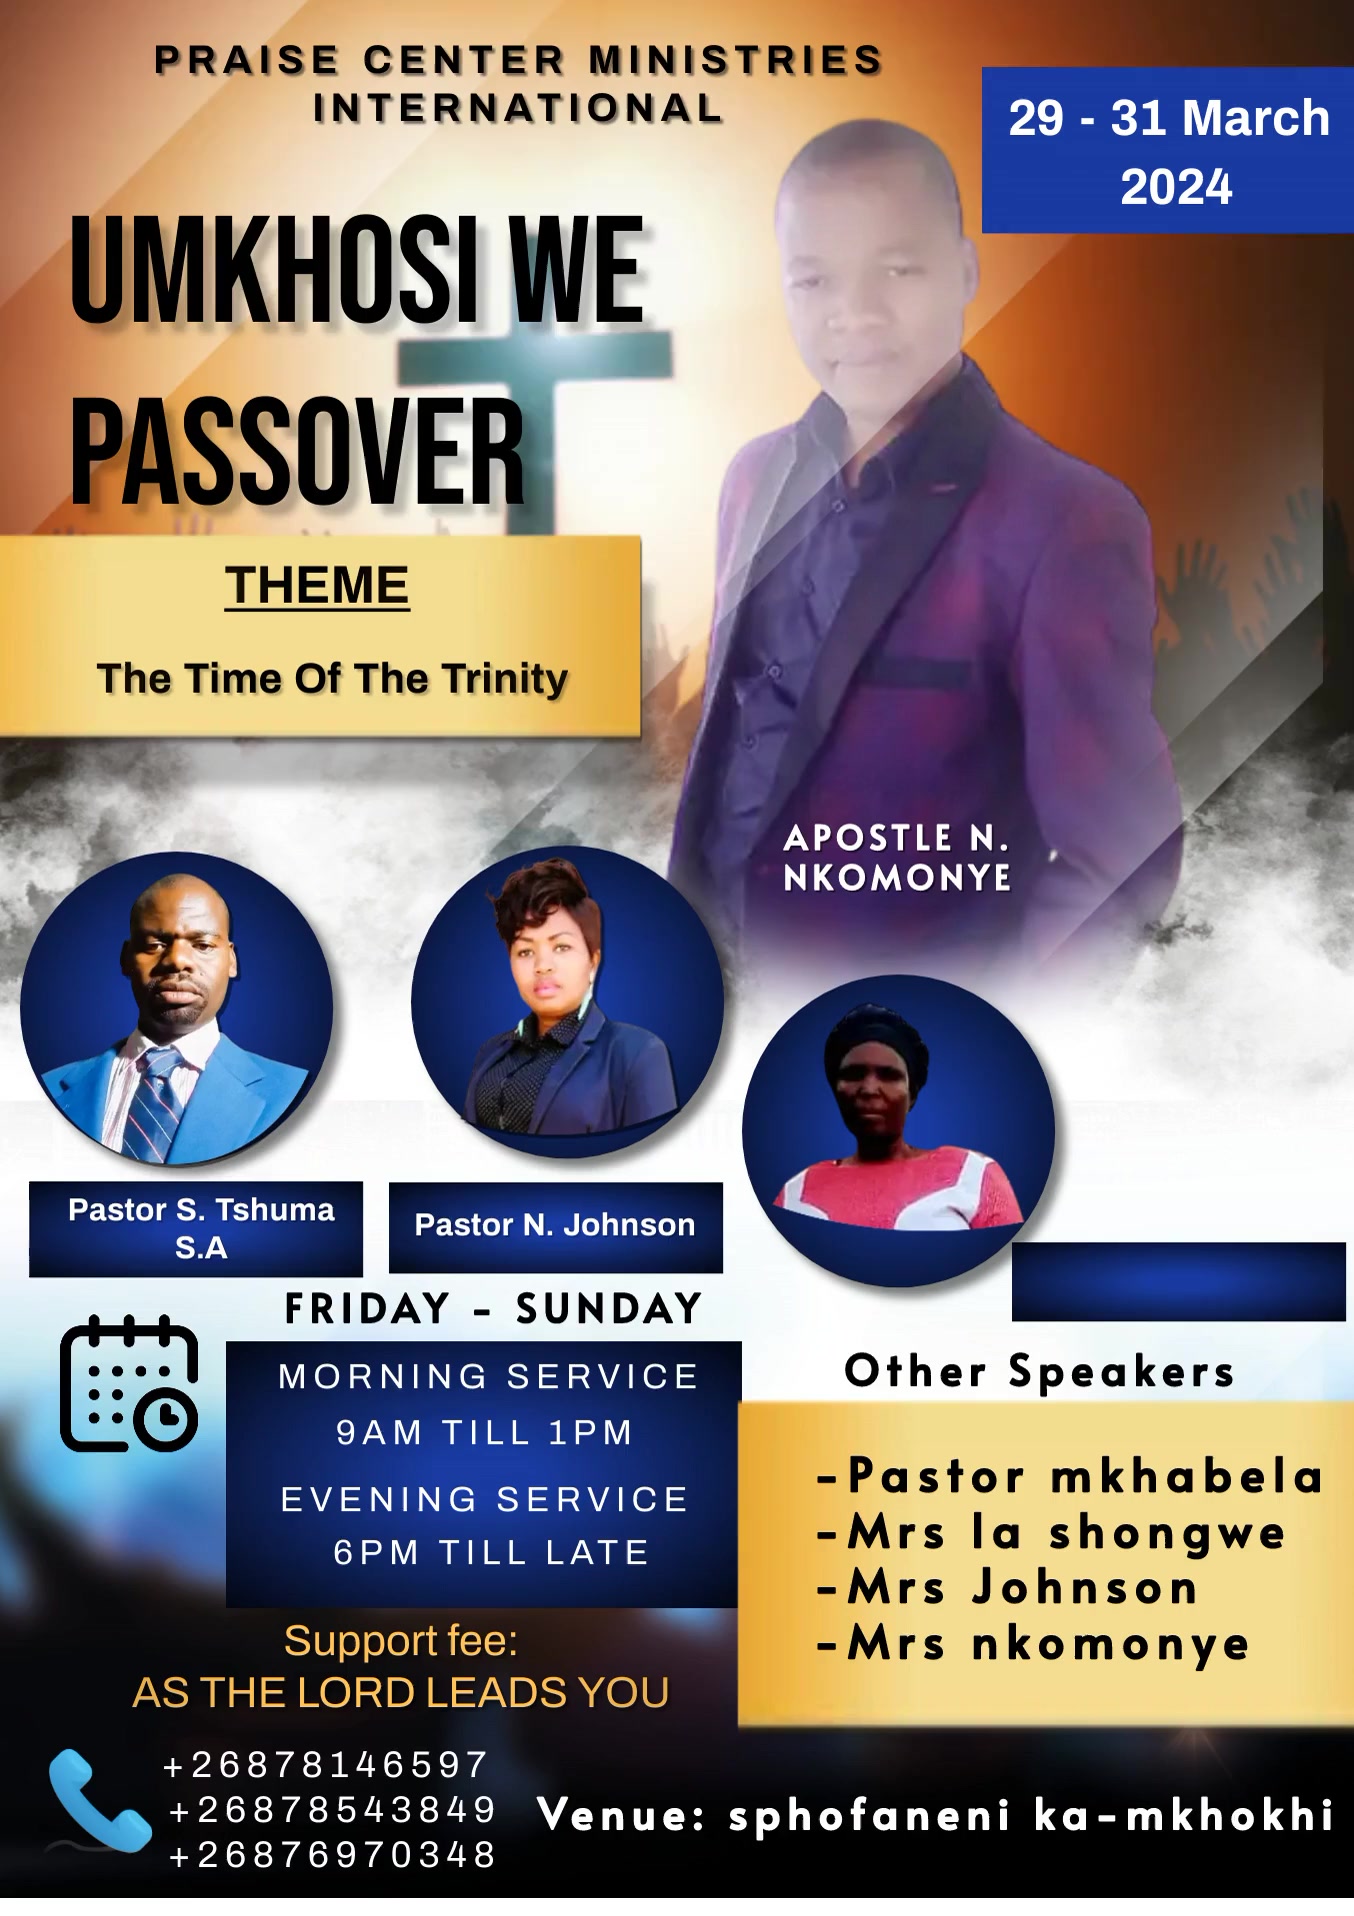 PRAISE CENTER MINISTRIES
INTERNATIONAL
29 - 31 March
2024
UMKHOSI WE
PASSOVER
THEME
The Time Of The Trinity
APOSTLE N.
NKOMONYE
Pastor S. Tshuma
S.A
Pastor N. Johnson
FRIDAY - SUNDAY
MORNING SERVICE
9AM TILL 1PM
EVENING SERVICE
6PM TILL LATE
Other Speakers
-Pastor mkhabela
-Mrs la shongwe
-Mrs Johnson
-Mrs nkomonye
Support fee:
AS THE LORD LEADS YOU
+26878146597
+26878543849
+26876970348
Venue: sphofaneni ka-mkhokhi